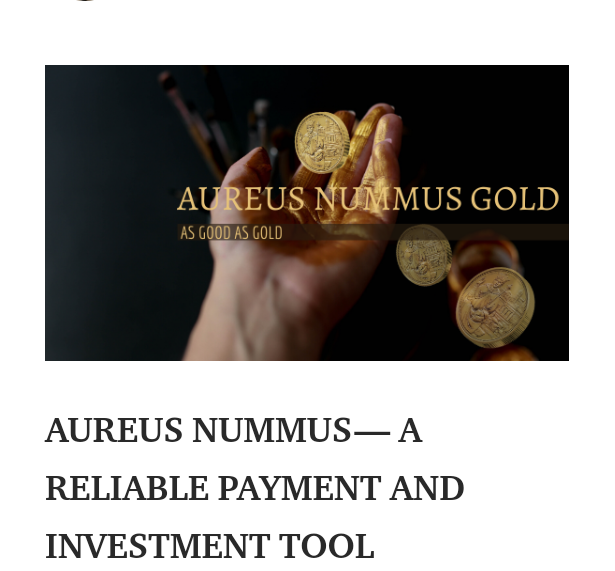 AUREUS NUMMUS GOLD
AS GOOD AS GOLD
AUREUS NUMMUS— A
RELIABLE PAYMENT AND
INVESTMENT TOOL